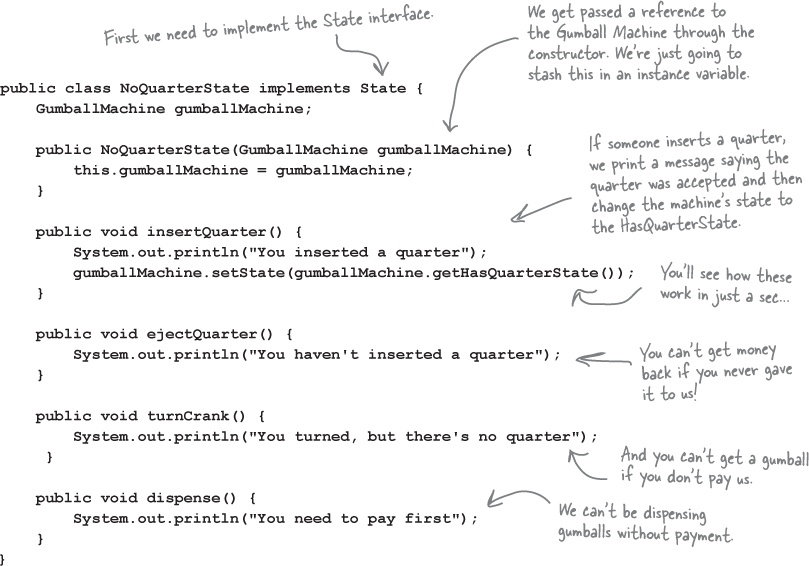 First we need to implement the State interface.
We get passed a reference to
the Gumball Machine through the
constructor. We're just going to
stash this in an instance variable.
public class NoQuarterState implements State {
    GumballMachine gumballMachine;

    public NoQuarterState(GumballMachine gumballMachine) {
        this.gumballMachine = gumballMachine;
    }
If someone inserts a quarter,
we print a message saying the
quarter was accepted and then
change the machine's state to
the HasQuarterState.

    public void insertQuarter() {
        System.out.println("You inserted a quarter");
        gumballMachine.setState(gumballMachine.getHasQuarterState());
    }
You'll see how these
work in just a sec...

    public void ejectQuarter() {
        System.out.println("You haven't inserted a quarter");
    }
You can't get money
back if you never gave
it to us!

    public void turnCrank() {
        System.out.println("You turned, but there's no quarter");
     }
And you can't get a gumball
if you don't pay us.

    public void dispense() {
        System.out.println("You need to pay first");
    }
We can't be dispensing
gumballs without payment.
}